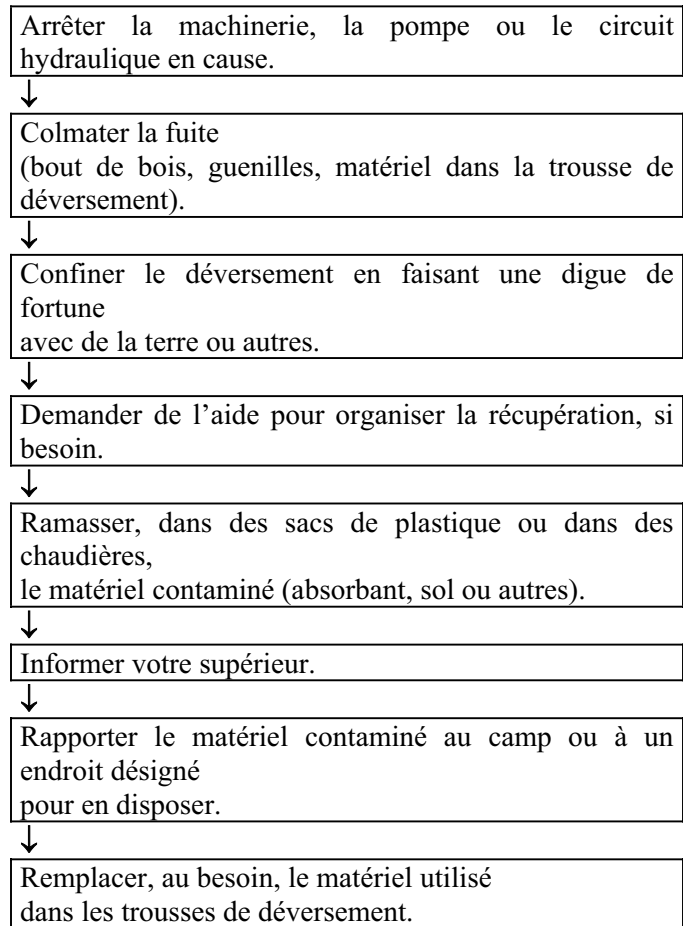 Arrêter la machinerie, la pompe ou le circuit
hydraulique en cause.
↓
Colmater la fuite
(bout de bois, guenilles, matériel dans la trousse de
déversement).
↓
Confiner le déversement en faisant une digue de
fortune
avec de la terre ou autres.
↓
Demander de l’aide pour organiser la récupération, si
besoin.
↓
Ramasser, dans des sacs de plastique ou dans des
chaudières,
le matériel contaminé (absorbant, sol ou autres).
↓
Informer votre supérieur.
↓
Rapporter le matériel contaminé au camp ou à un
endroit désigné
pour en disposer.
↓
Remplacer, au besoin, le matériel utilisé
dans les trousses de déversement.